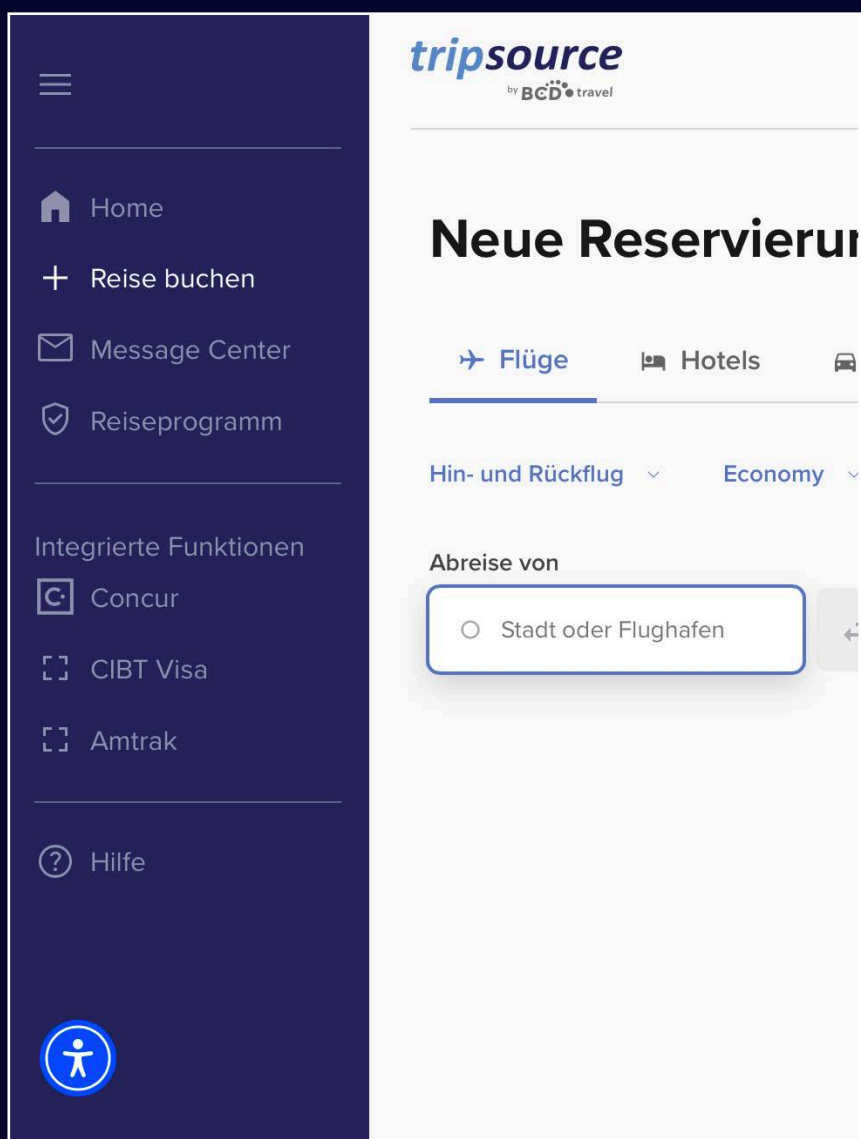 tripsource
by BCD travel
Home
Reise buchen
Message Center
Reiseprogramm
Integrierte Funktionen
Concur
CIBT Visa
Amtrak
Hilfe
Neue
Flüge Hotels
Hin- und Rückflug Economy
Abreise von
Stadt oder Flughafen